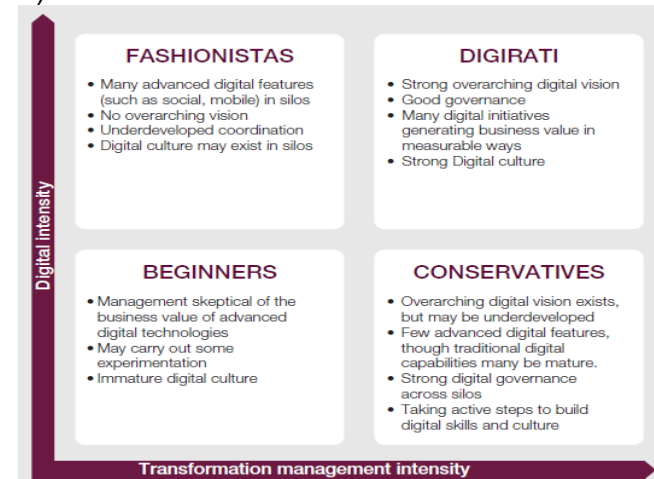 FASHIONISTAS
• Many advanced digital features
(such as social, mobile) in silos
• No overarching vision
• Underdeveloped coordination
• Digital culture may exist in silos
DIGIRATI
• Strong overarching digital vision
• Good governance
• Many digital initiatives
generating business value in
measurable ways
• Strong Digital culture
Digital intensity
BEGINNERS
• Management skeptical of the
business value of advanced
digital technologies
• May carry out some
experimentation
• Immature digital culture
CONSERVATIVES
• Overarching digital vision exists,
but may be underdeveloped
• Few advanced digital features,
though traditional digital
capabilities many be mature.
• Strong digital governance
across silos
• Taking active steps to build
digital skills and culture
Transformation management intensity